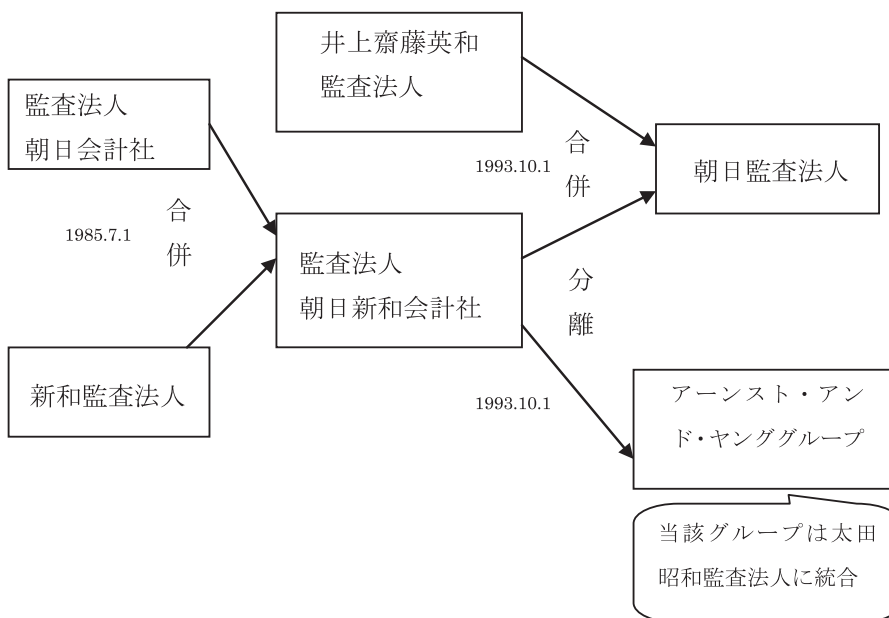 監査法人
朝日会計社
新和監査法人
1985.7.1
合
併
井上齋藤英和
監査法人
監査法人
朝日新和会計社
1993.10.1
合
併
分
離
1993.10.1
朝日監査法人
アーンスト・アン
ド・ヤンググループ
当該グループは太田
昭和監査法人に統合